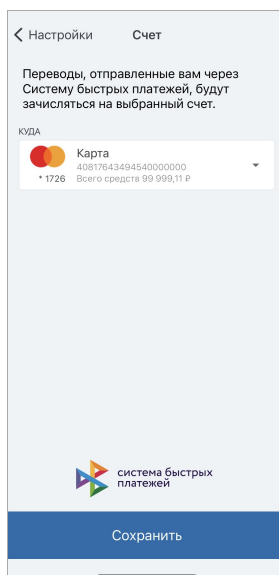 Настройки Счет
Переводы, отправленные вам через
Систему быстрых платежей, будут
зачисляться на выбранный счет.
КУДА
Карта
40817643494540000000
* 1726 Всего средств 99 999,11 ₽
система быстрых
платежей
Сохранить